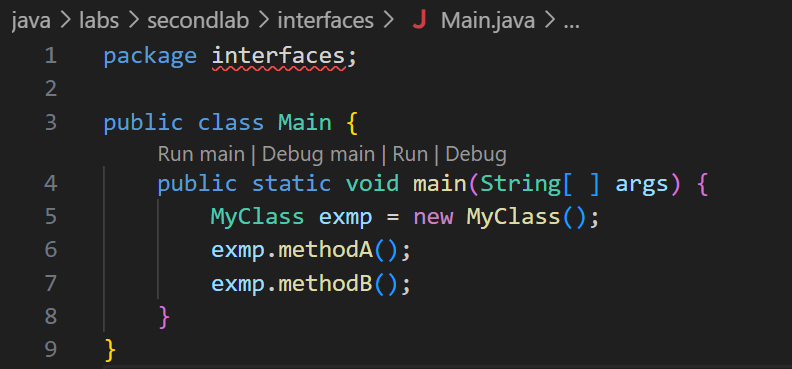 java > labs > secondlab > interfaces > J Main.java > ...
1 package interfaces;
2
3 public class Main {
Run main | Debug main | Run | Debug
4 public static void main(String[ ] args) {
5 MyClass exmp = new MyClass();
6 exmp.methodA();
7 exmp.methodB();
8 }
9 }